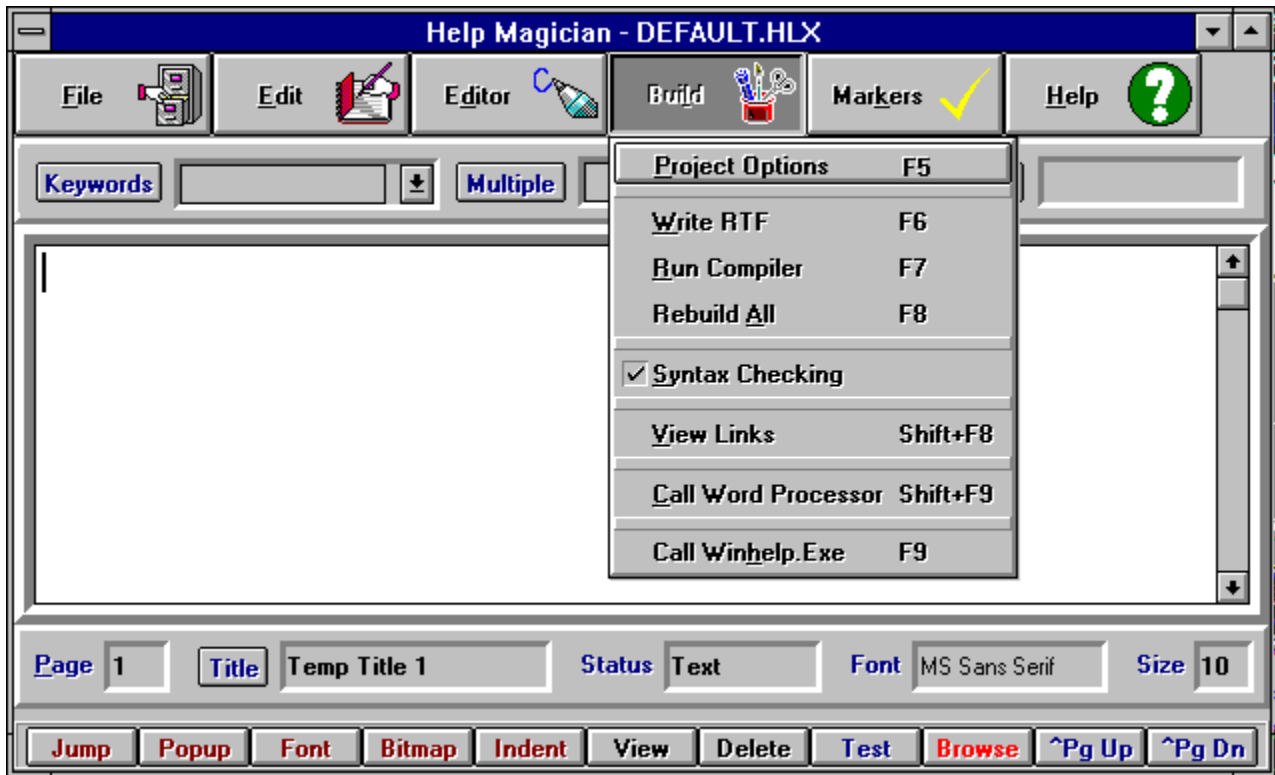 Help Magician - DEFAULT.HLX
File Edit Editor Build Markers Help
Keywords Multiple
Project Options F5
Write RTF F6
Run Compiler F7
Rebuild All F8
Syntax Checking
View Links Shift+F8
Call Word Processor Shift+F9
Call Winhelp.Exe F9
Page 1 Title Temp Title 1 Status Text Font MS Sans Serif Size 10
Jump Popup Font Bitmap Indent View Delete Test Browse ^Pg Up ^Pg Dn